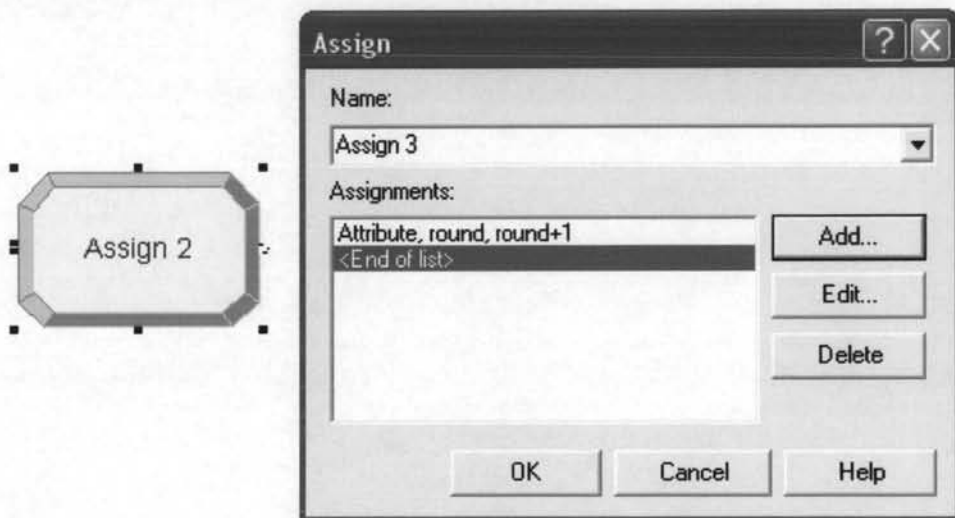 Assign 2
Assign
Name:
Assign 3
Assignments:
Attribute, round, round+1
<End of list>
Add...
Edit...
Delete
OK
Cancel
Help